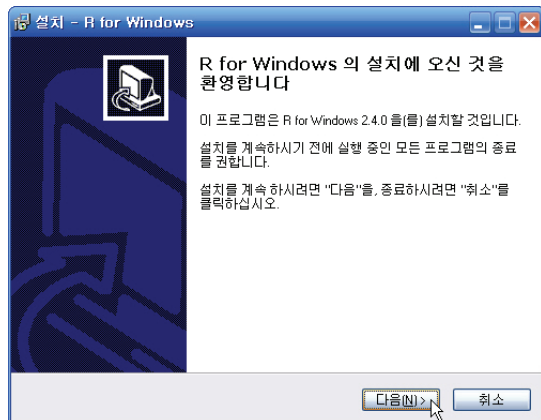 설치 - R for Windows
R for Windows 의 설치에 오신 것을
환영합니다
이 프로그램은 R for Windows 2.4.0 을(를) 설치할 것입니다.
설치를 계속하시기 전에 실행 중인 모든 프로그램의 종료
를 권합니다.
설치를 계속 하시려면 "다음"을, 종료하시려면 "취소"를
클릭하십시오.
다음(N) >
취소